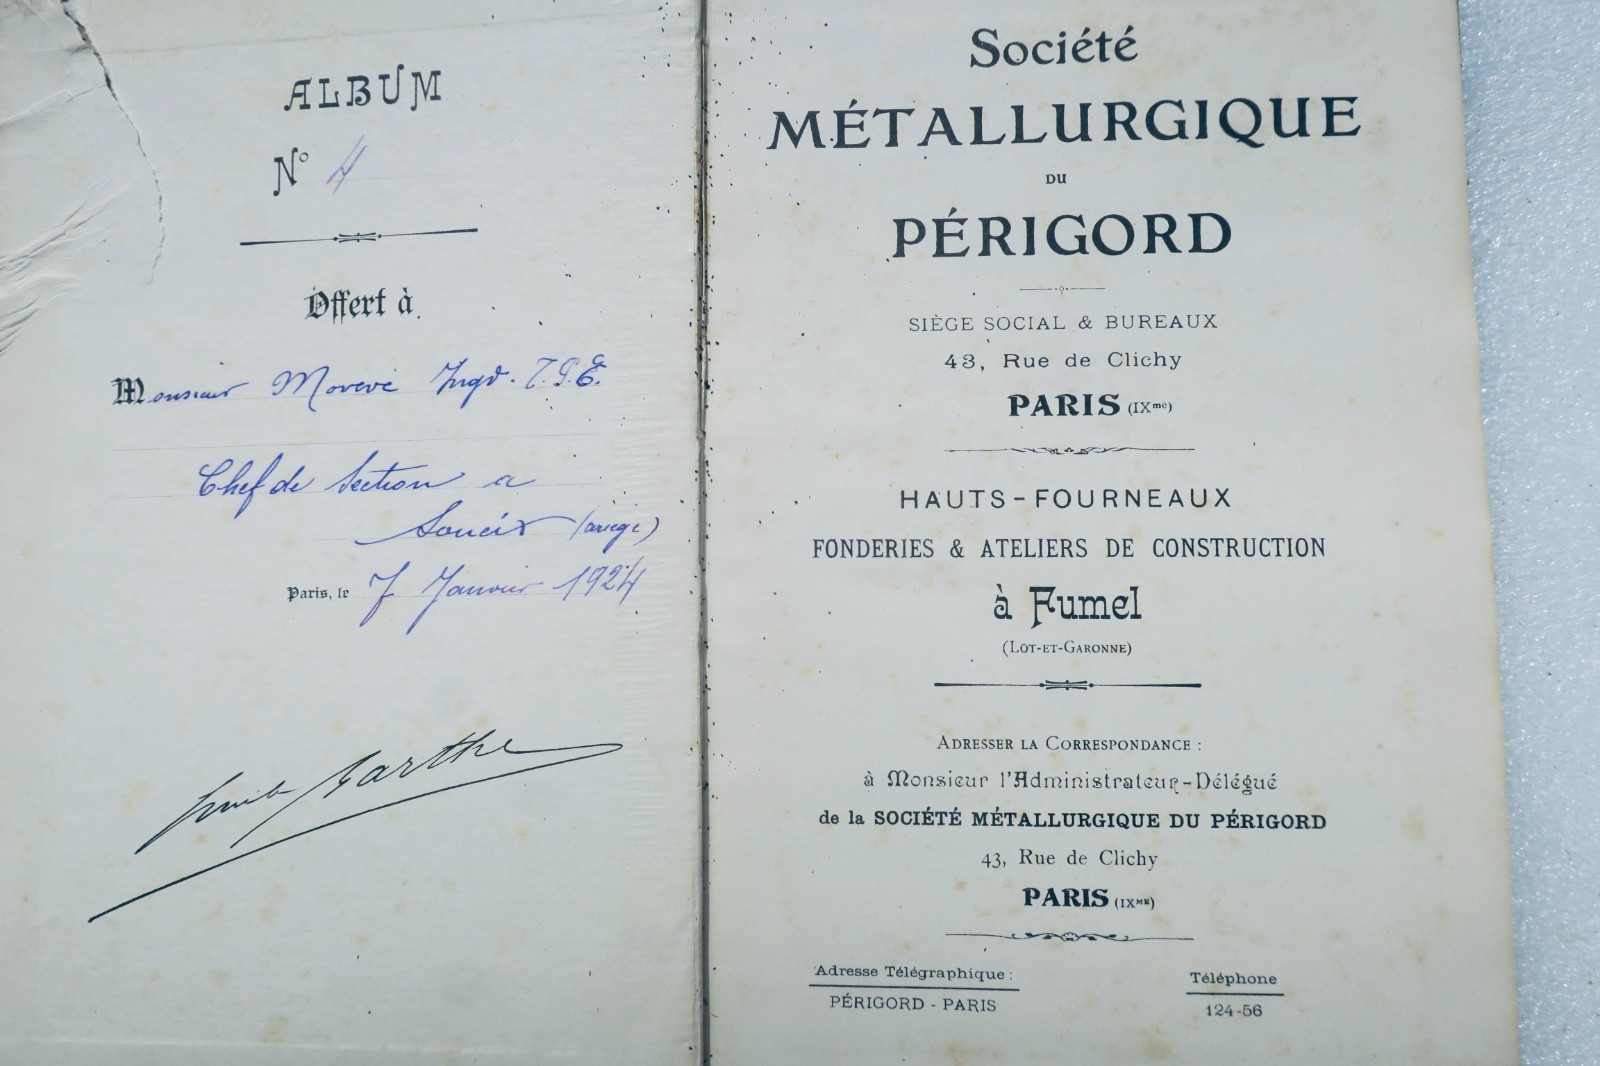 ALBUM
N° 4
Offert à
Monsieur Ingr. T.S.E.
Chef de Section a
Soueix (ariege)
Paris, le 7 Janvier 1924
Société
MÉTALLURGIQUE
DU
PÉRIGORD
SIÈGE SOCIAL & BUREAUX
43, Rue de Clichy
PARIS (IXme)
HAUTS-FOURNEAUX
FONDERIES & ATELIERS DE CONSTRUCTION
à Fumel
(LOT-ET-GARONNE)
ADRESSER LA CORRESPONDANCE :
à Monsieur l'Administrateur-Délégué
de la SOCIÉTÉ MÉTALLURGIQUE DU PÉRIGORD
43, Rue de Clichy
PARIS (IXME)
Adresse Télégraphique :
PÉRIGORD - PARIS
Téléphone
124-56